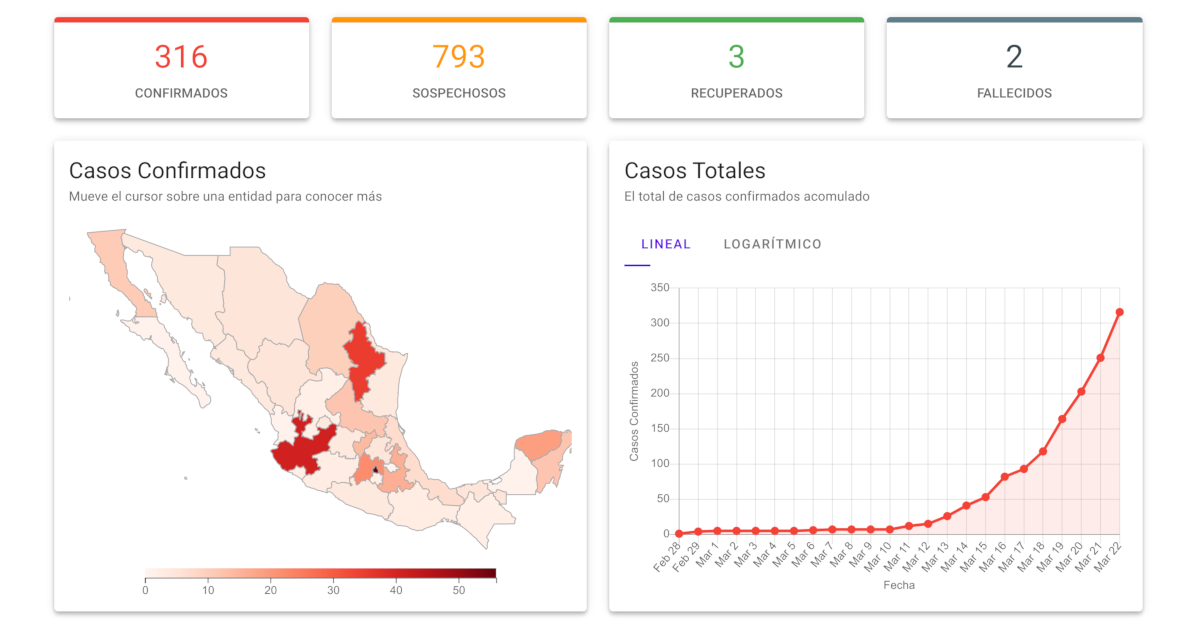 316
CONFIRMADOS
793
SOSPECHOSOS
3
RECUPERADOS
2
FALLECIDOS
Casos Confirmados
Mueve el cursor sobre una entidad para conocer más
0 10 20 30 40 50
Casos Totales
El total de casos confirmados acumulado
LINEAL LOGARÍTMICO
Casos Confirmados
350
300
250
200
150
100
50
0
Feb 28 Feb 29 Mar 1 Mar 2 Mar 3 Mar 4 Mar 5 Mar 6 Mar 7 Mar 8 Mar 9 Mar 10 Mar 11 Mar 12 Mar 13 Mar 14 Mar 15 Mar 16 Mar 17 Mar 18 Mar 19 Mar 20 Mar 21 Mar 22
Fecha